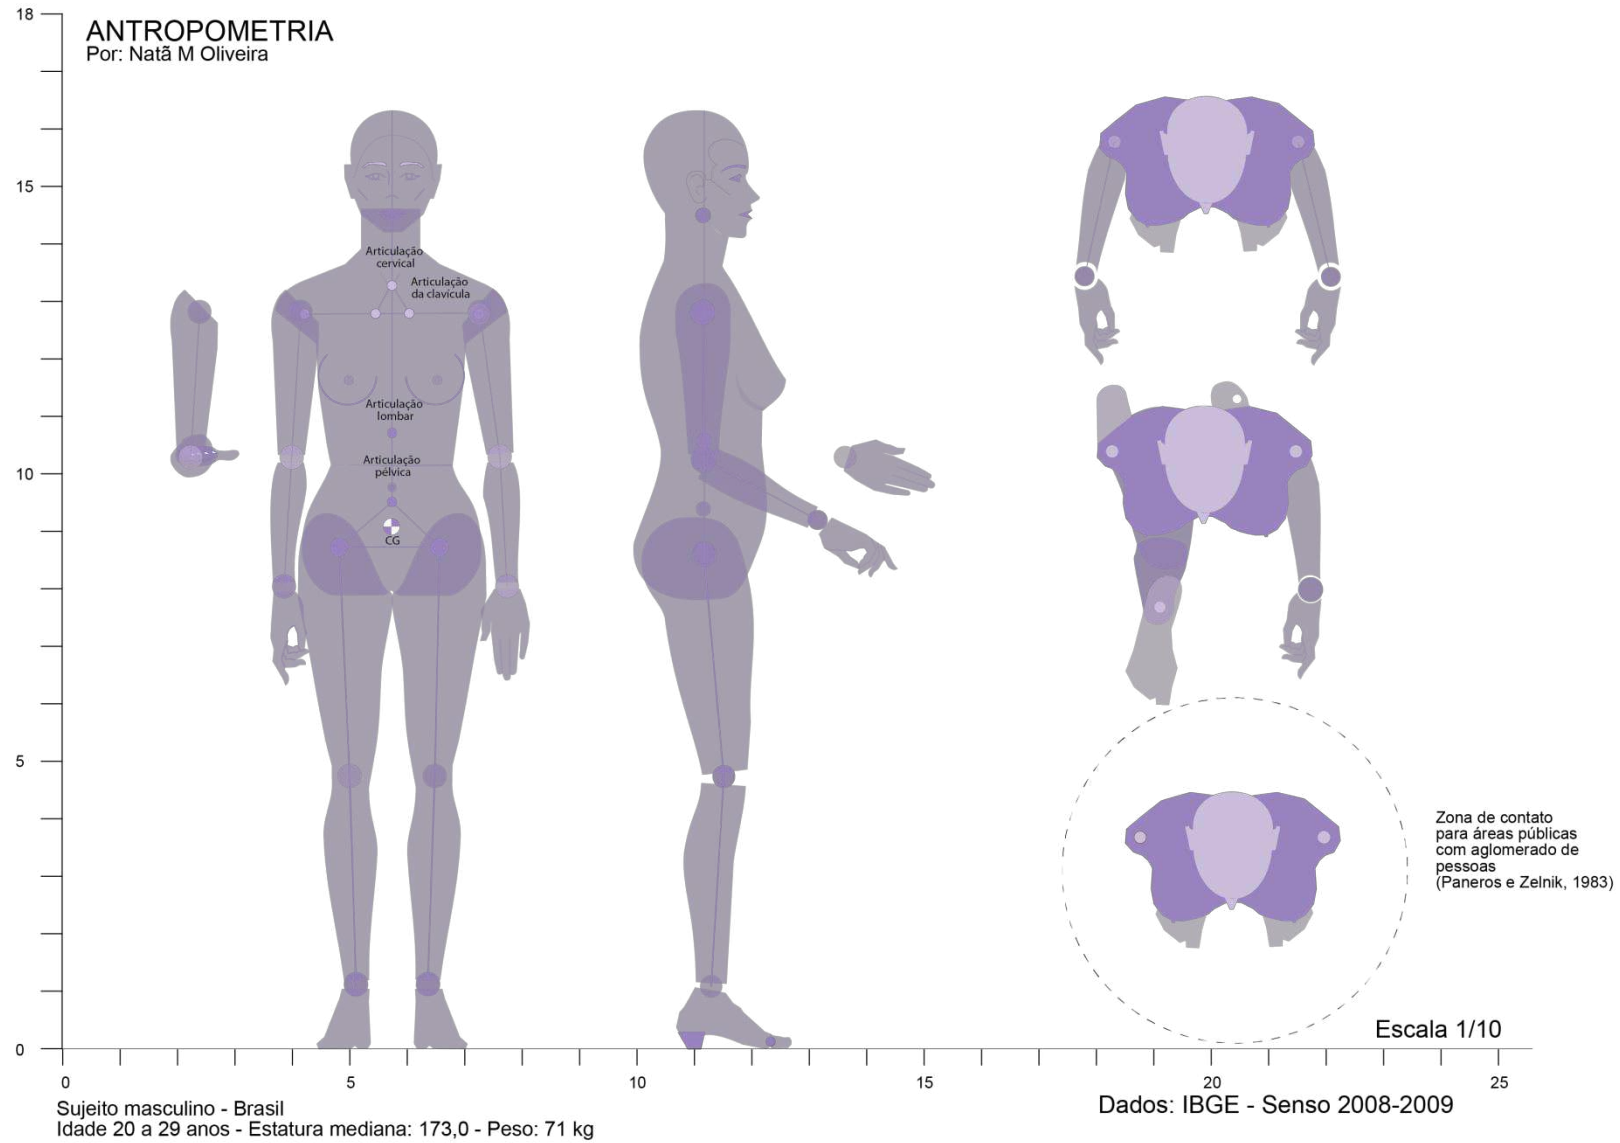 ANTROPOMETRIA
Por: Natã M Oliveira
18
15
10
5
0
Articulação
cervical
Articulação
da clavícula
Articulação
lombar
Articulação
pélvica
CG
Zona de contato
para áreas públicas
com aglomerado de
pessoas
(Paneros e Zelnik, 1983)
Escala 1/10
0 5 10 15 20 25
Sujeito masculino - Brasil
Idade 20 a 29 anos - Estatura mediana: 173,0 - Peso: 71 kg
Dados: IBGE - Senso 2008-2009